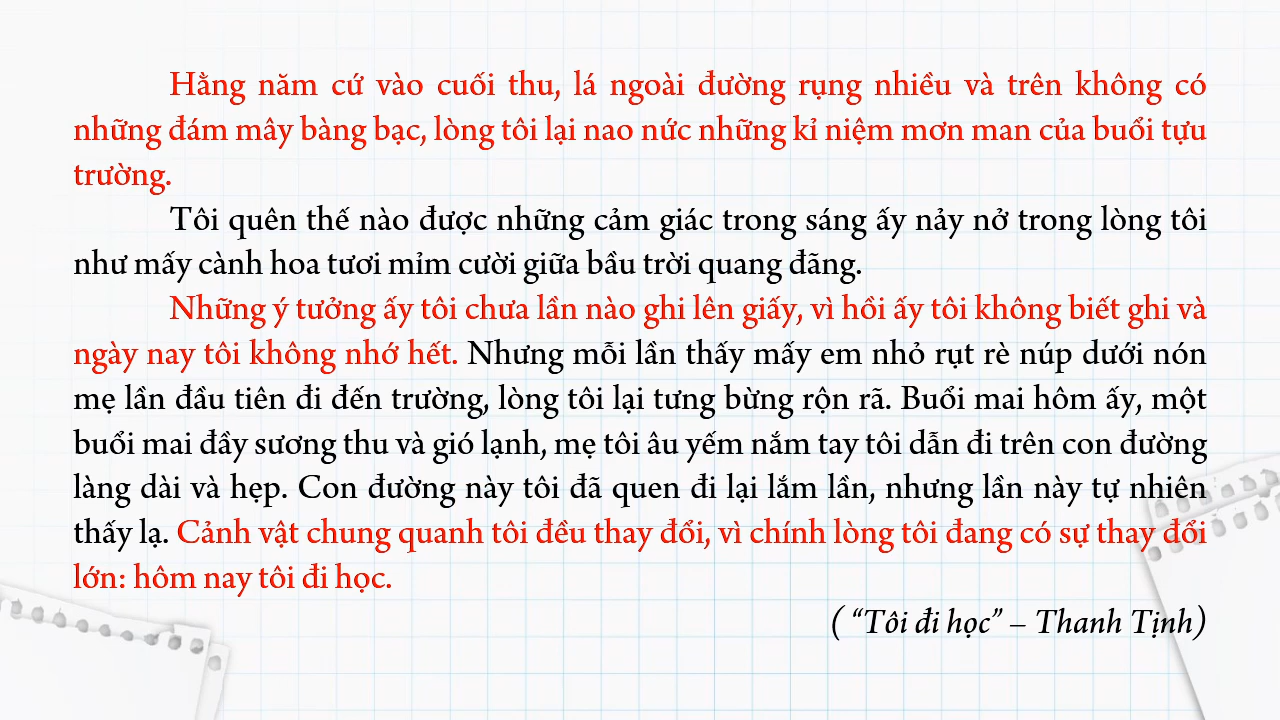 Hằng năm cứ vào cuối thu, lá ngoài đường rụng nhiều và trên không có
những đám mây bàng bạc, lòng tôi lại nao nức những kỉ niệm mơn man của buổi tựu
trường.
Tôi quên thế nào được những cảm giác trong sáng ấy nảy nở trong lòng tôi
như mấy cành hoa tươi mỉm cười giữa bầu trời quang đãng.
Những ý tưởng ấy tôi chưa lần nào ghi lên giấy, vì hồi ấy tôi không biết ghi và
ngày nay tôi không nhớ hết. Nhưng mỗi lần thấy mấy em nhỏ rụt rè núp dưới nón
mẹ lần đầu tiên đi đến trường, lòng tôi lại tưng bừng rộn rã. Buổi mai hôm ấy, một
buổi mai đầy sương thu và gió lạnh, mẹ tôi âu yếm nắm tay tôi dẫn đi trên con đường
làng dài và hẹp. Con đường này tôi đã quen đi lại lắm lần, nhưng lần này tự nhiên
thấy lạ. Cảnh vật chung quanh tôi đều thay đổi, vì chính lòng tôi đang có sự thay đổi
lớn: hôm nay tôi đi học.
( “Tôi đi học” – Thanh Tịnh)